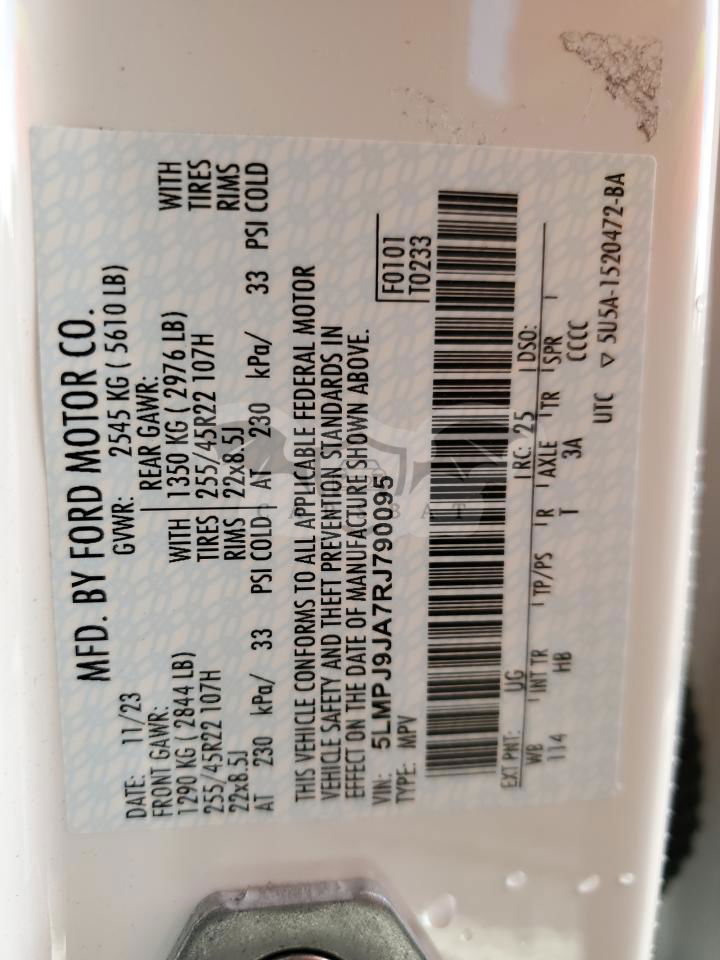 MFD. BY FORD MOTOR CO.
DATE: 11/23 GVWR: 2545 KG ( 5610 LB)
FRONT GAWR: REAR GAWR:
1290 KG ( 2844 LB) WITH 1350 KG ( 2976 LB) WITH
255/45R22 107H TIRES 255/45R22 107H TIRES
22x8.5J RIMS 22x8.5J RIMS
AT 230 kPa/ 33 PSI COLD AT 230 kPa/ 33 PSI COLD
THIS VEHICLE CONFORMS TO ALL APPLICABLE FEDERAL MOTOR
VEHICLE SAFETY AND THEFT PREVENTION STANDARDS IN
EFFECT ON THE DATE OF MANUFACTURE SHOWN ABOVE.
VIN: 5LMPJ9JA7RJ790095 F0101
TYPE: MPV T0233
EXT PNT: UG RC: 25 DSO:
WB INT TR TP/PS R AXLE TR SPR
114 HB T 3A CCCC
UTC ▽ 5U5A-1520472-BA
CARCBAT